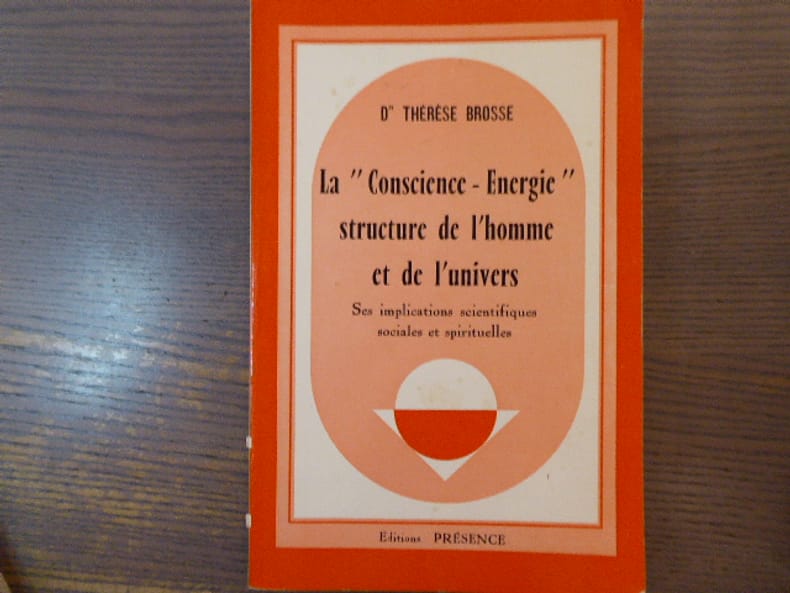 Dr THÉRÈSE BROSSE
La " Conscience - Energie "
structure de l'homme
et de l'univers
Ses implications scientifiques
sociales et spirituelles
Editions PRÉSENCE